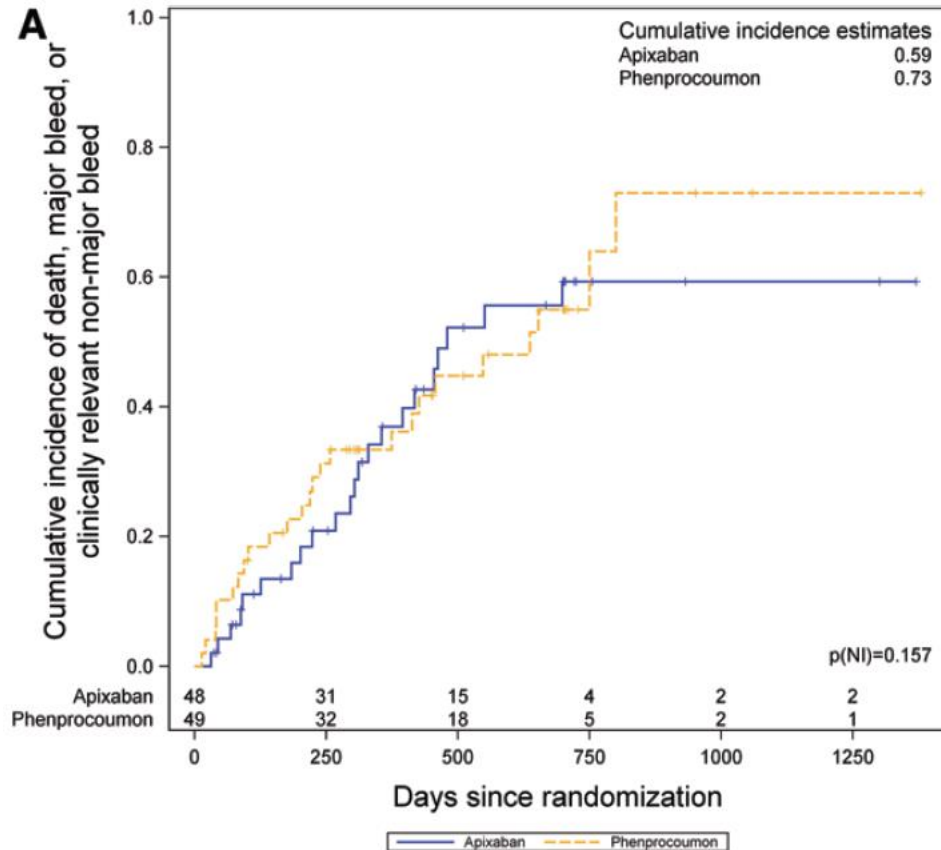 A
Cumulative incidence of death, major bleed, or
clinically relevant non-major bleed
1.0
0.8
0.6
0.4
0.2
0.0
Cumulative incidence estimates
Apixaban 0.59
Phenprocoumon 0.73
p(NI)=0.157
Apixaban 48 31 15 4 2 2
Phenprocoumon 49 32 18 5 2 1
0 250 500 750 1000 1250
Days since randomization
Apixaban Phenprocoumon